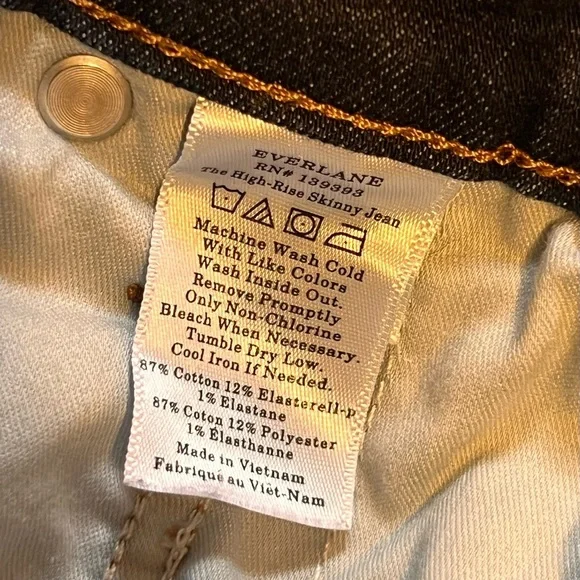 EVERLANE
RN# 139393
The High-Rise Skinny Jean
Machine Wash Cold
With Like Colors
Wash Inside Out.
Remove Promptly
Only Non-Chlorine
Bleach When Necessary.
Tumble Dry Low.
Cool Iron If Needed.
87% Cotton 12% Elasterell-p
1% Elastane
87% Coton 12% Polyester
1% Élasthanne
Made in Vietnam
Fabriqué au Viêt-Nam